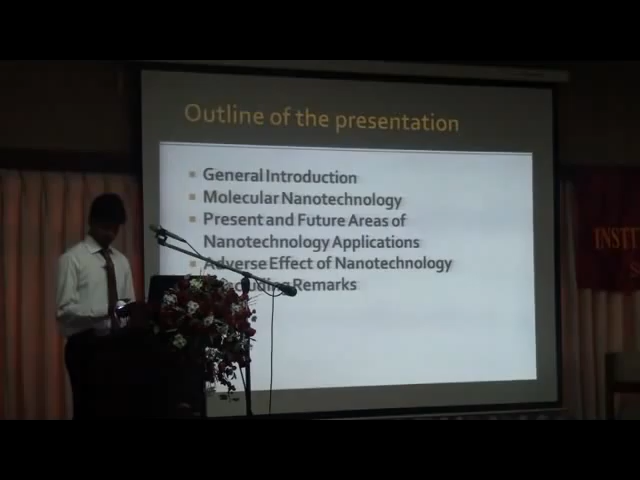 Outline of the presentation
General Introduction
Molecular Nanotechnology
Present and Future Areas of
Nanotechnology Applications
Adverse Effect of Nanotechnology
Remarks